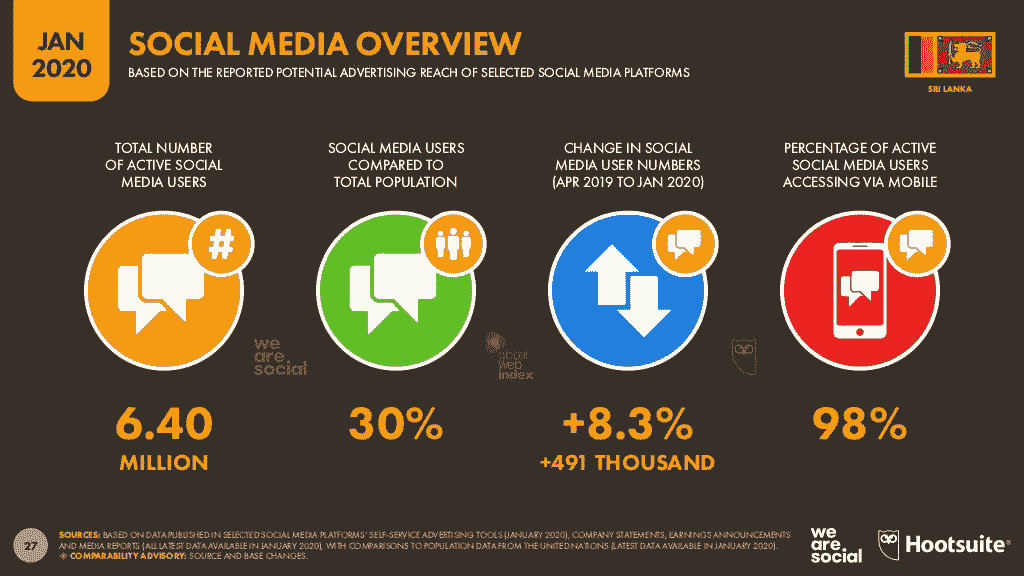 JAN
2020
SOCIAL MEDIA OVERVIEW
BASED ON THE REPORTED POTENTIAL ADVERTISING REACH OF SELECTED SOCIAL MEDIA PLATFORMS
SRI LANKA
TOTAL NUMBER
OF ACTIVE SOCIAL
MEDIA USERS
SOCIAL MEDIA USERS
COMPARED TO
TOTAL POPULATION
CHANGE IN SOCIAL
MEDIA USER NUMBERS
(APR 2019 TO JAN 2020)
PERCENTAGE OF ACTIVE
SOCIAL MEDIA USERS
ACCESSING VIA MOBILE
#
we
are
social
global
web
index
6.40
MILLION
30%
+8.3%
+491 THOUSAND
98%
27
SOURCES: BASED ON DATA PUBLISHED IN SELECTED SOCIAL MEDIA PLATFORMS' SELF-SERVICE ADVERTISING TOOLS (JANUARY 2020), COMPANY STATEMENTS, EARNINGS ANNOUNCEMENTS
AND MEDIA REPORTS (ALL LATEST DATA AVAILABLE IN JANUARY 2020), WITH COMPARISONS TO POPULATION DATA FROM THE UNITED NATIONS (LATEST DATA AVAILABLE IN JANUARY 2020).
COMPARABILITY ADVISORY: SOURCE AND BASE CHANGES.
we
are
social
Hootsuite®